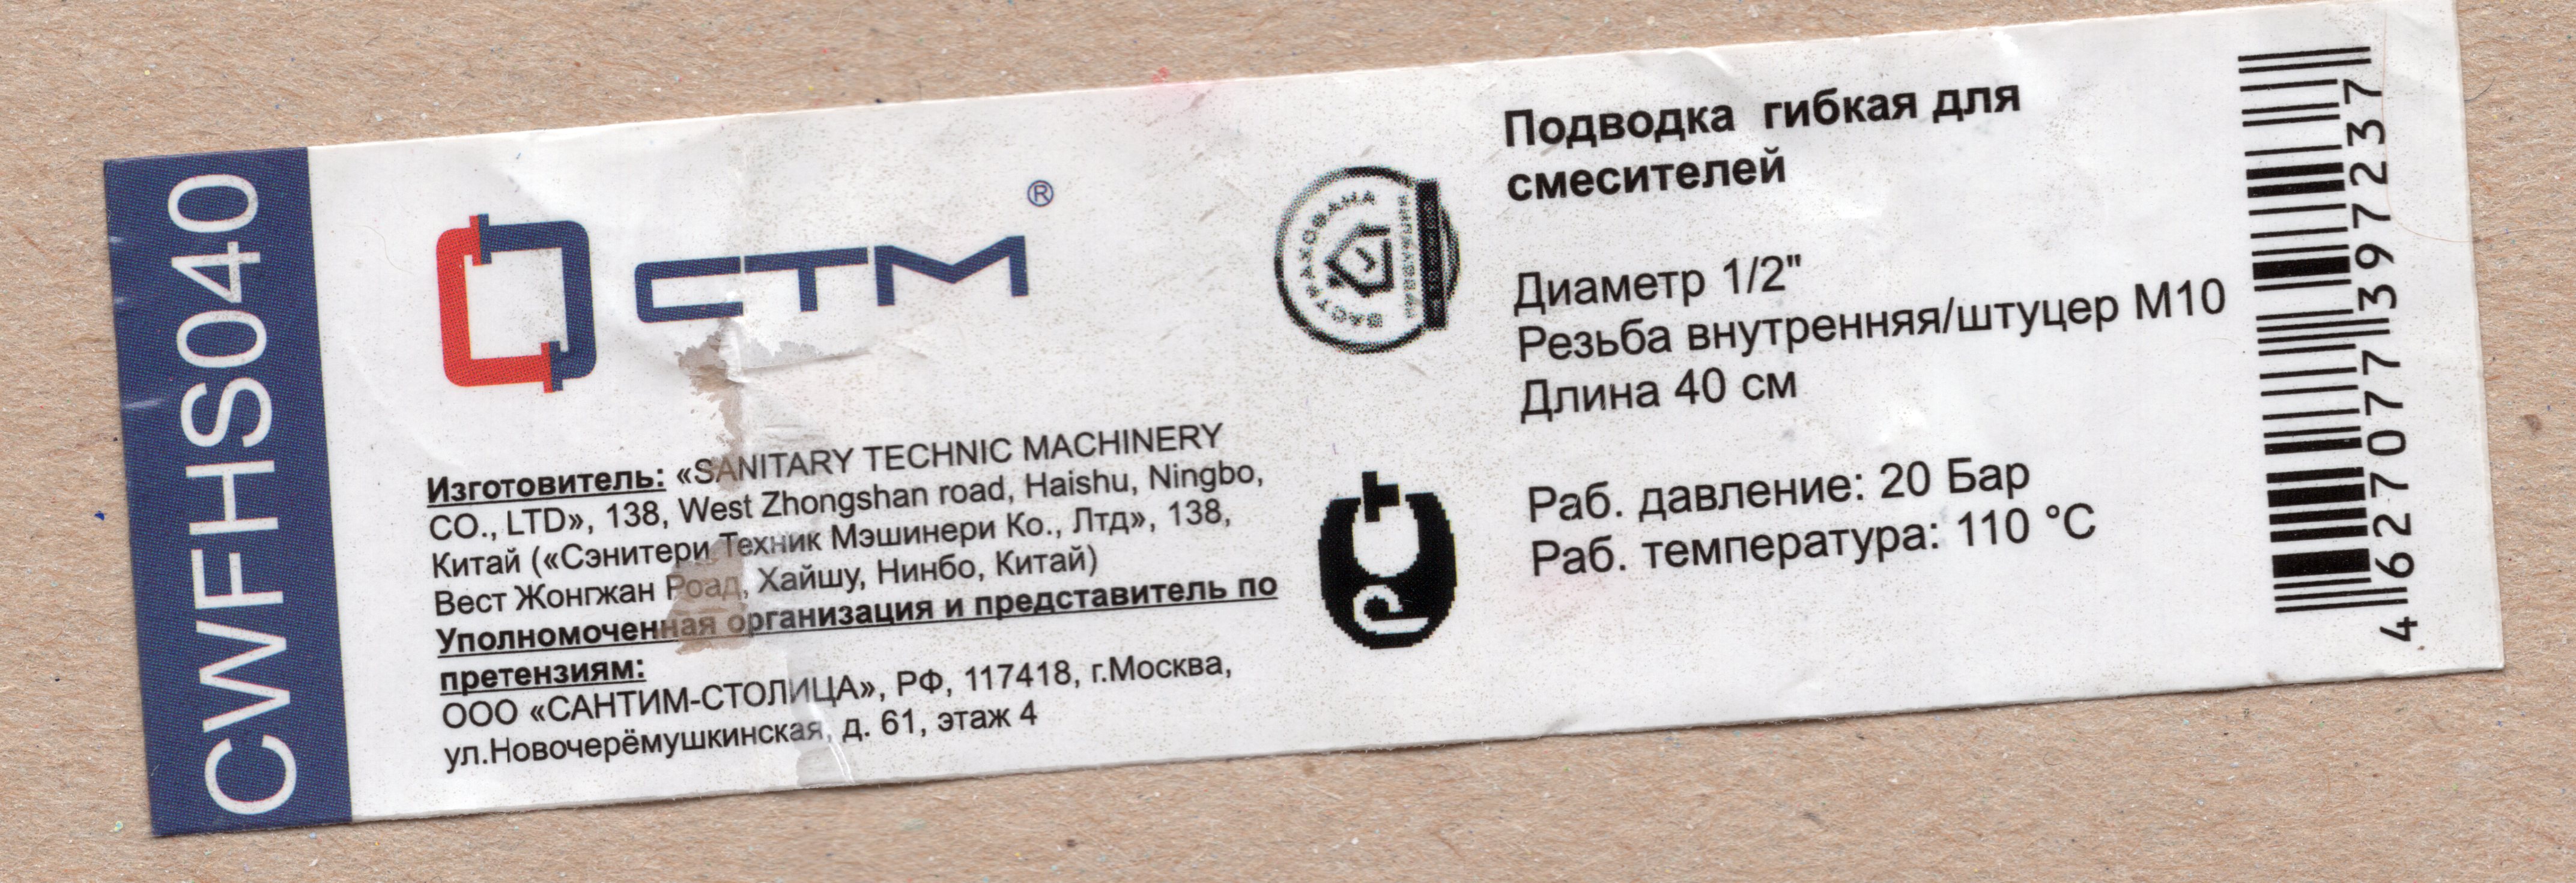 CWFHS040
СТМ ®
Изготовитель: «SANITARY TECHNIC MACHINERY
CO., LTD», 138, West Zhongshan road, Haishu, Ningbo,
Китай («Сэнитери Техник Мэшинери Ко., Лтд», 138,
Вест Жонгжан Роад, Хайшу, Нинбо, Китай)
Уполномоченная организация и представитель по
претензиям:
ООО «САНТИМ-СТОЛИЦА», РФ, 117418, г.Москва,
ул.Новочерёмушкинская, д. 61, этаж 4
ЗАСТРАХОВАНА
РСТ
Подводка гибкая для
смесителей
Диаметр 1/2"
Резьба внутренняя/штуцер М10
Длина 40 см
Раб. давление: 20 Бар
Раб. температура: 110 °C
4627077397237